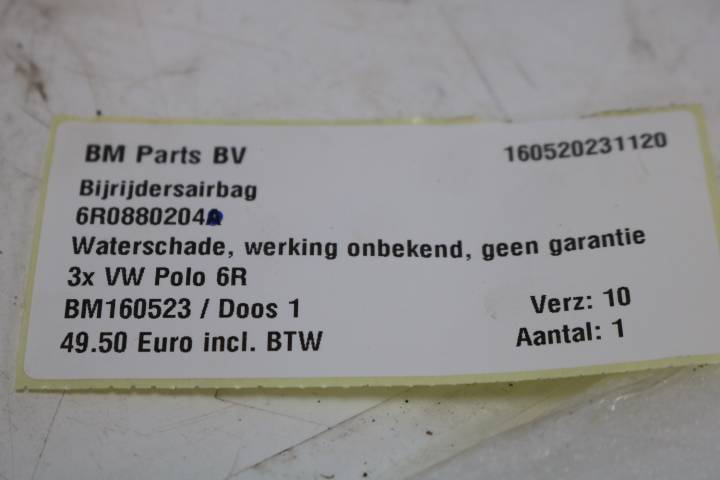 BM Parts BV
160520231120
Bijrijdersairbag
6R0880204A
Waterschade, werking onbekend, geen garantie
3x VW Polo 6R
BM160523 / Doos 1
Verz: 10
49.50 Euro incl. BTW
Aantal: 1